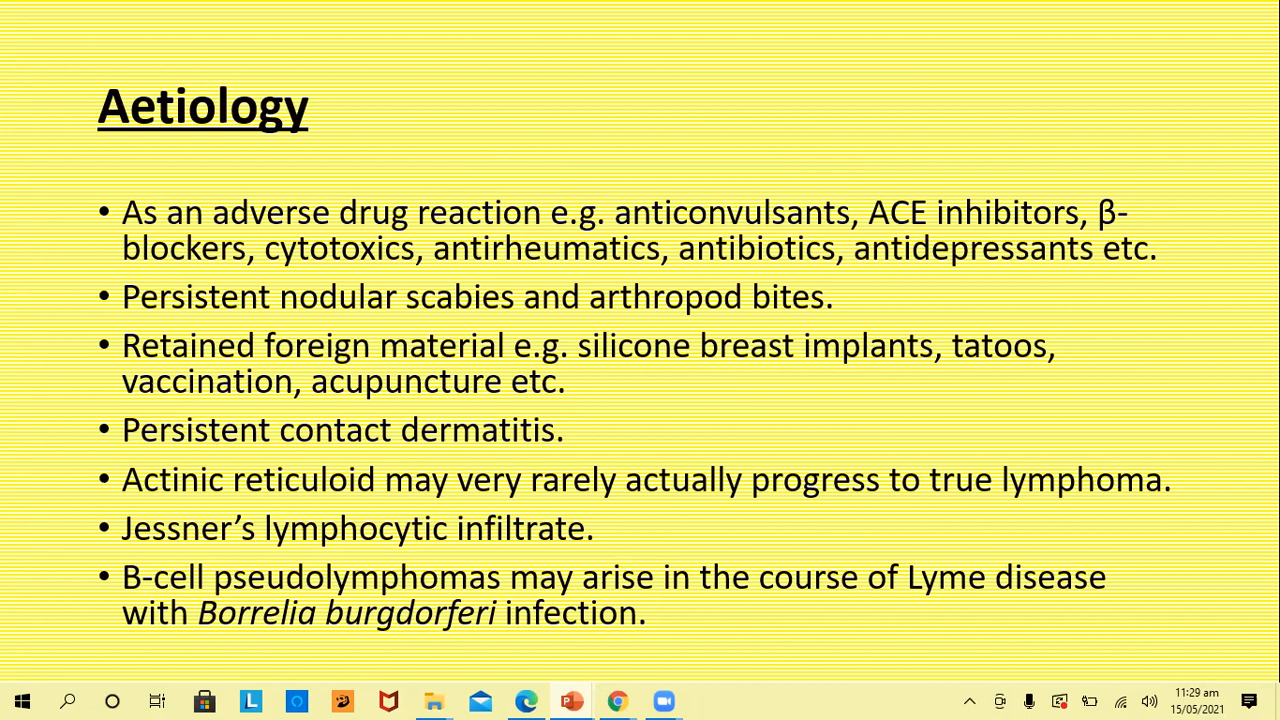 Aetiology
• As an adverse drug reaction e.g. anticonvulsants, ACE inhibitors, β-
blockers, cytotoxics, antirheumatics, antibiotics, antidepressants etc.
• Persistent nodular scabies and arthropod bites.
• Retained foreign material e.g. silicone breast implants, tatoos,
vaccination, acupuncture etc.
• Persistent contact dermatitis.
• Actinic reticuloid may very rarely actually progress to true lymphoma.
• Jessner’s lymphocytic infiltrate.
• B-cell pseudolymphomas may arise in the course of Lyme disease
with Borrelia burgdorferi infection.
L
11:29 am
15/05/2021